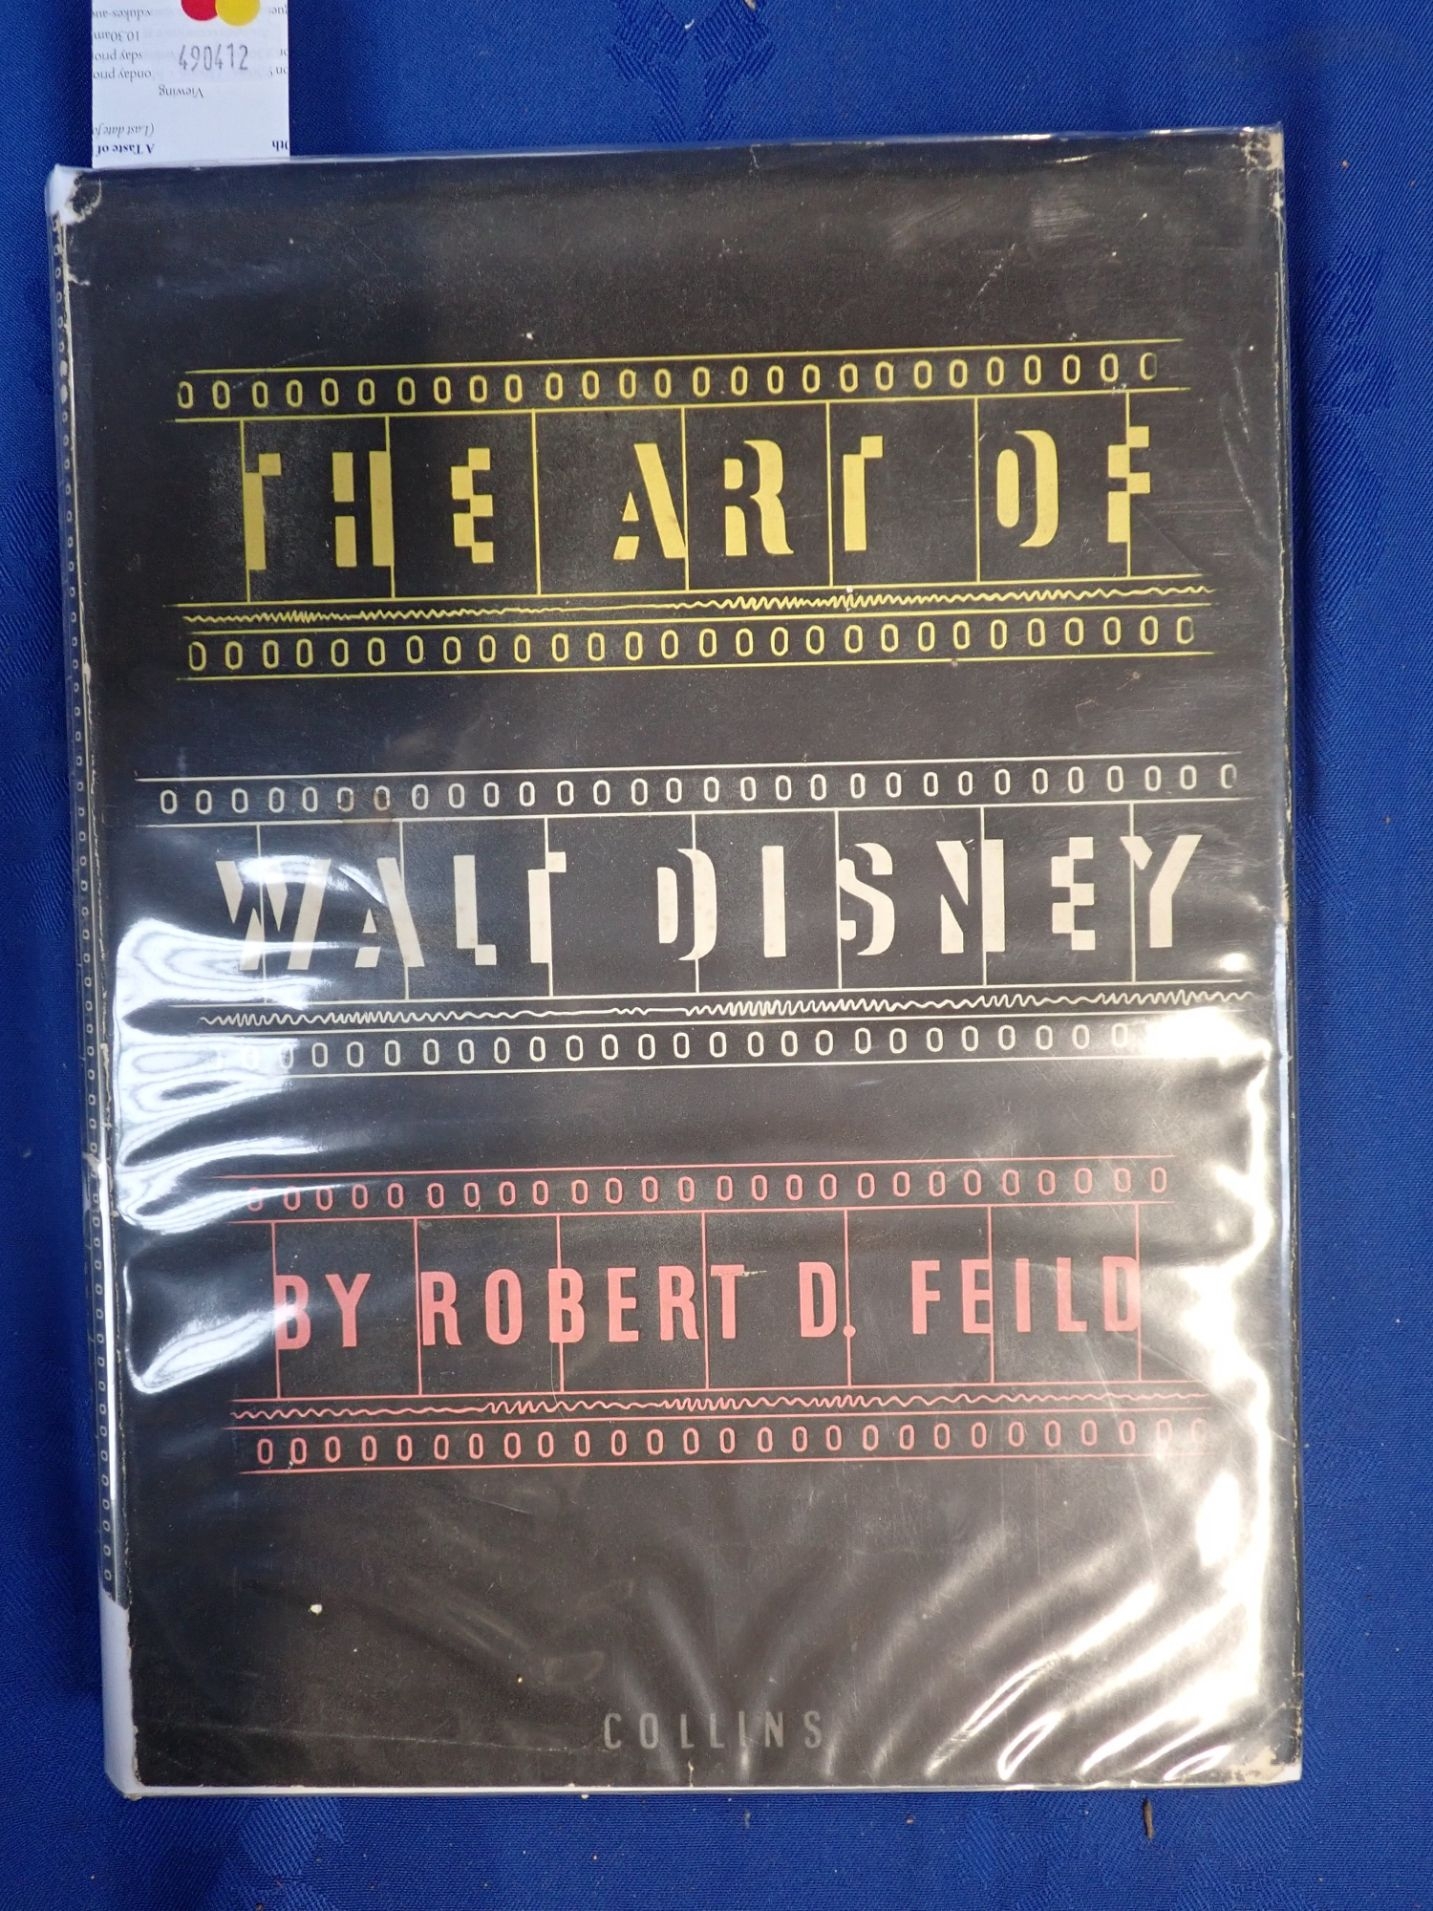 490412
Viewing
A Taste of
THE ART OF
WALT DISNEY
BY ROBERT D. FEILD
COLLINS